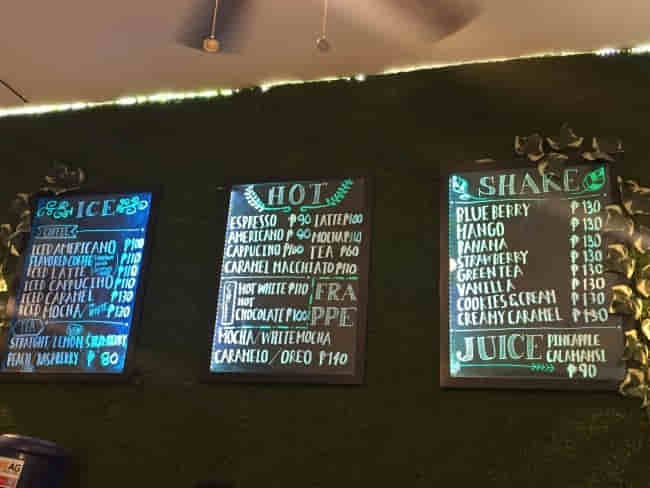 ICE
COFFEE
ICED AMERICANO ₱100
FLAVORED COFFEE ₱110
ICED LATTE ₱110
ICED CAPPUCINO ₱110
ICED CARAMEL ₱130
ICED MOCHA/WHITE ₱120
TEA
STRAIGHT/LEMON STRAWBERRY
PEACH RASPBERRY ₱80
HOT
ESPRESSO ₱90 LATTE ₱100
AMERICANO ₱90 MOCHA ₱110
CAPPUCINO ₱100 TEA ₱60
CARAMEL MACCHIATO ₱110
HOT WHITE ₱110
HOT
CHOCOLATE ₱100
FRA
PPE
MOCHA/WHITE MOCHA
CARAMELO/OREO ₱140
SHAKE
BLUEBERRY ₱130
MANGO ₱130
BANANA ₱130
STRAWBERRY ₱130
GREEN TEA ₱130
VANILLA ₱130
COOKIES & CREAM ₱130
CREAMY CARAMEL ₱130
JUICE
PINEAPPLE
CALAMANSI
₱90
AG